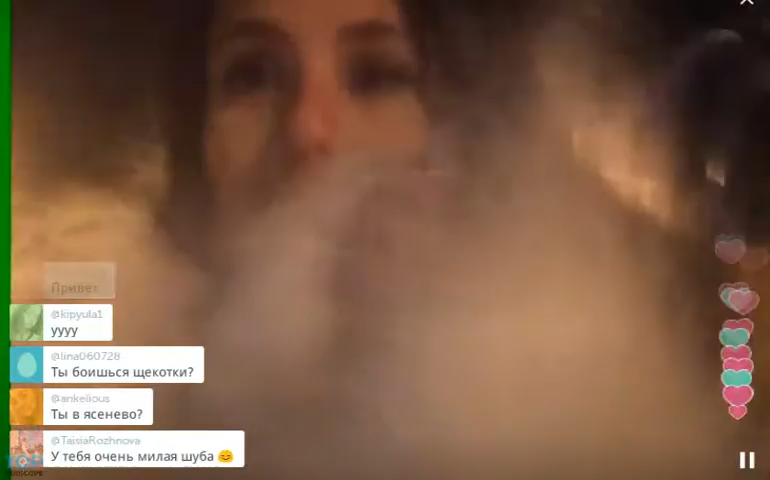 Привет
@kipyula1
уууу
@lina060728
Ты боишься щекотки?
@ankelious
Ты в ясенево?
@TaisiaRozhnova
У тебя очень милая шуба 😊